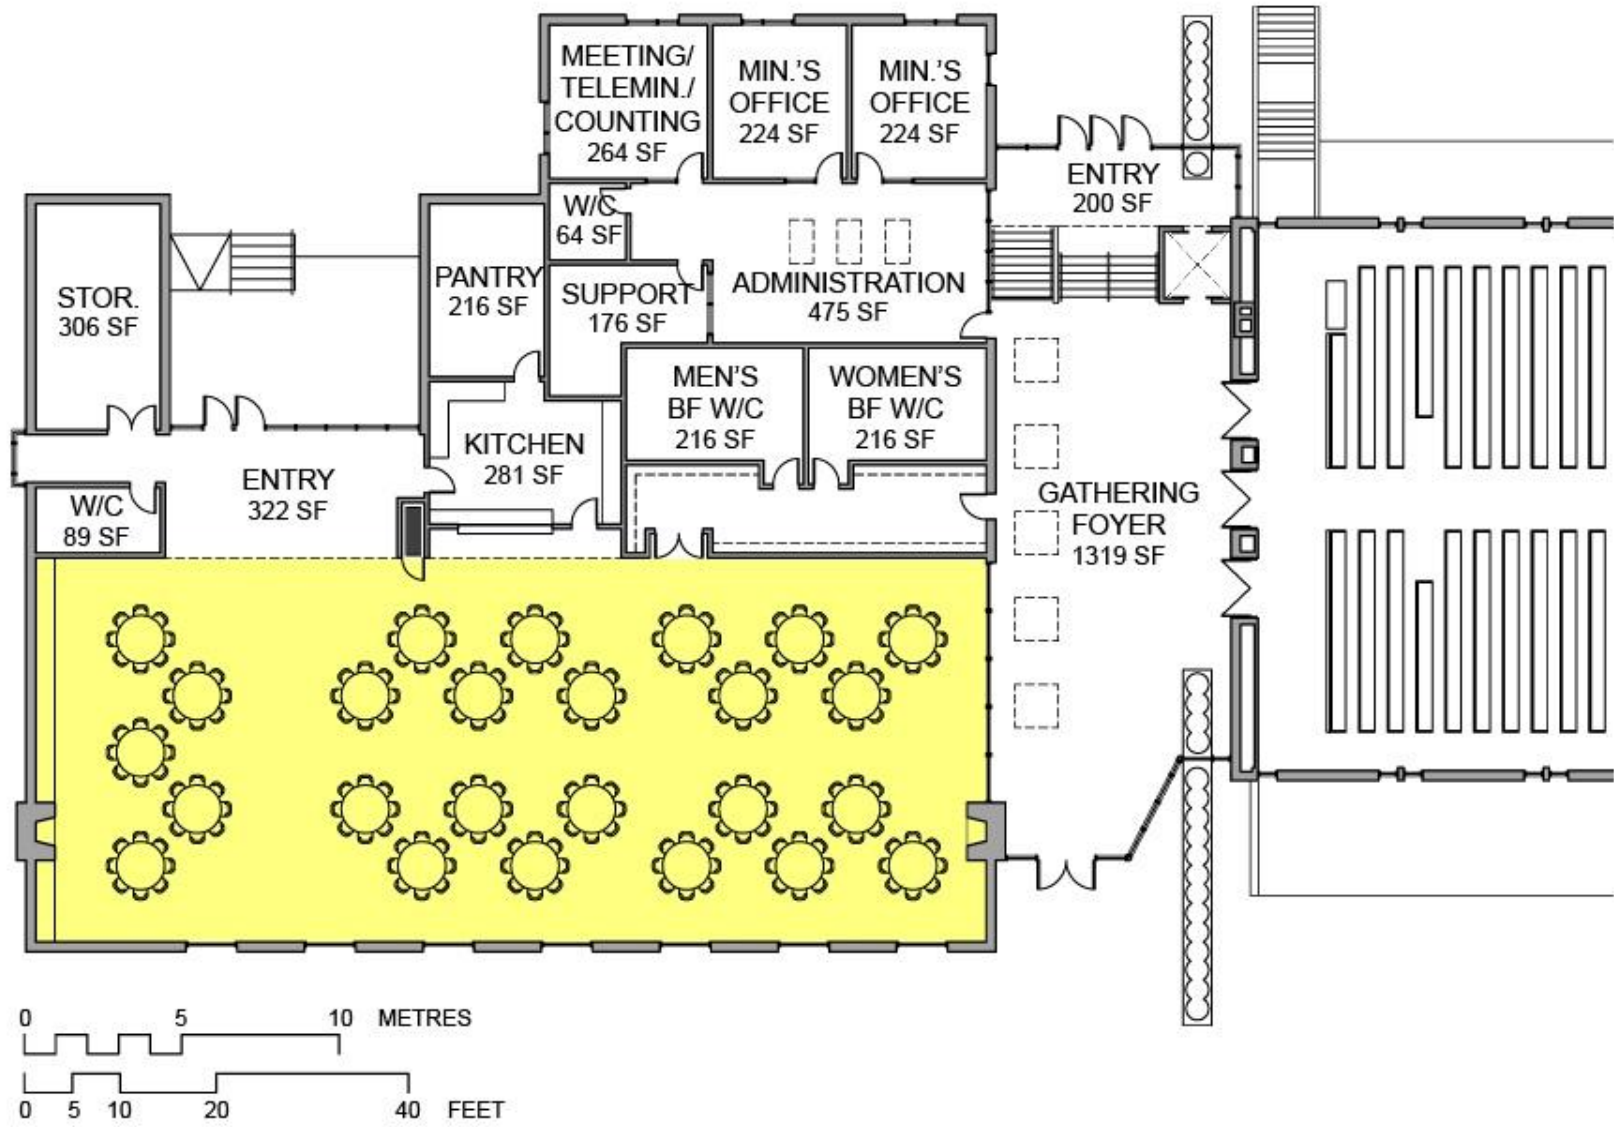 MEETING/
TELEMIN./
COUNTING
264 SF
MIN.'S
OFFICE
224 SF
MIN.'S
OFFICE
224 SF
ENTRY
200 SF
W/C
64 SF
STOR.
306 SF
PANTRY
216 SF
SUPPORT
176 SF
ADMINISTRATION
475 SF
MEN'S
BF W/C
216 SF
WOMEN'S
BF W/C
216 SF
KITCHEN
281 SF
ENTRY
322 SF
W/C
89 SF
GATHERING
FOYER
1319 SF
0 5 10 METRES
0 5 10 20 40 FEET